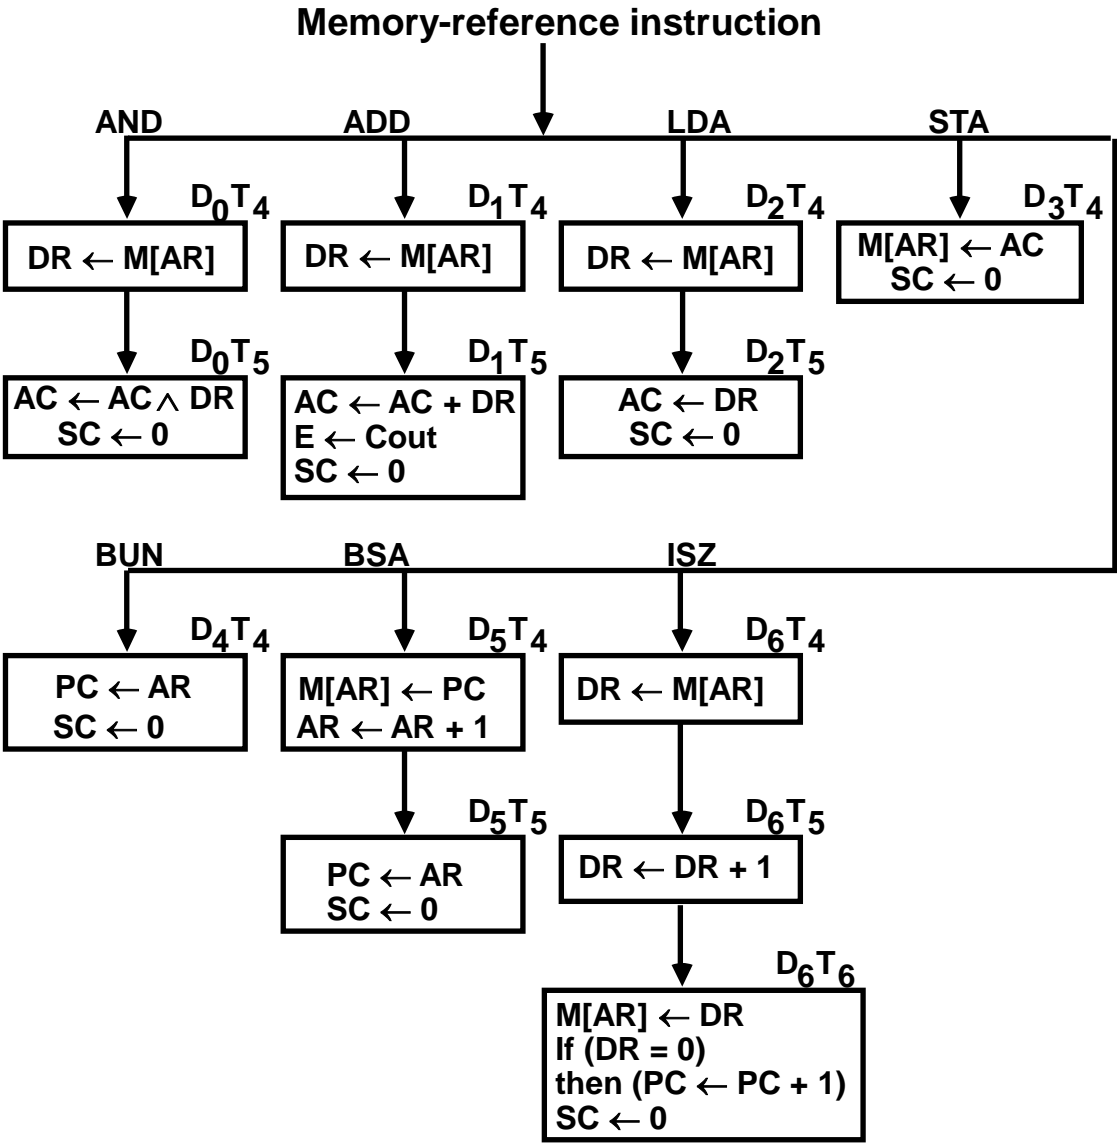 Memory-reference instruction
AND ADD LDA STA
D₀T₄ D₁T₄ D₂T₄ D₃T₄
DR ← M[AR]
DR ← M[AR]
DR ← M[AR]
M[AR] ← AC
SC ← 0
D₀T₅ D₁T₅ D₂T₅
AC ← AC ∧ DR
SC ← 0
AC ← AC + DR
E ← Cout
SC ← 0
AC ← DR
SC ← 0
BUN BSA ISZ
D₄T₄ D₅T₄ D₆T₄
PC ← AR
SC ← 0
M[AR] ← PC
AR ← AR + 1
DR ← M[AR]
D₅T₅ D₆T₅
PC ← AR
SC ← 0
DR ← DR + 1
D₆T₆
M[AR] ← DR
If (DR = 0)
then (PC ← PC + 1)
SC ← 0